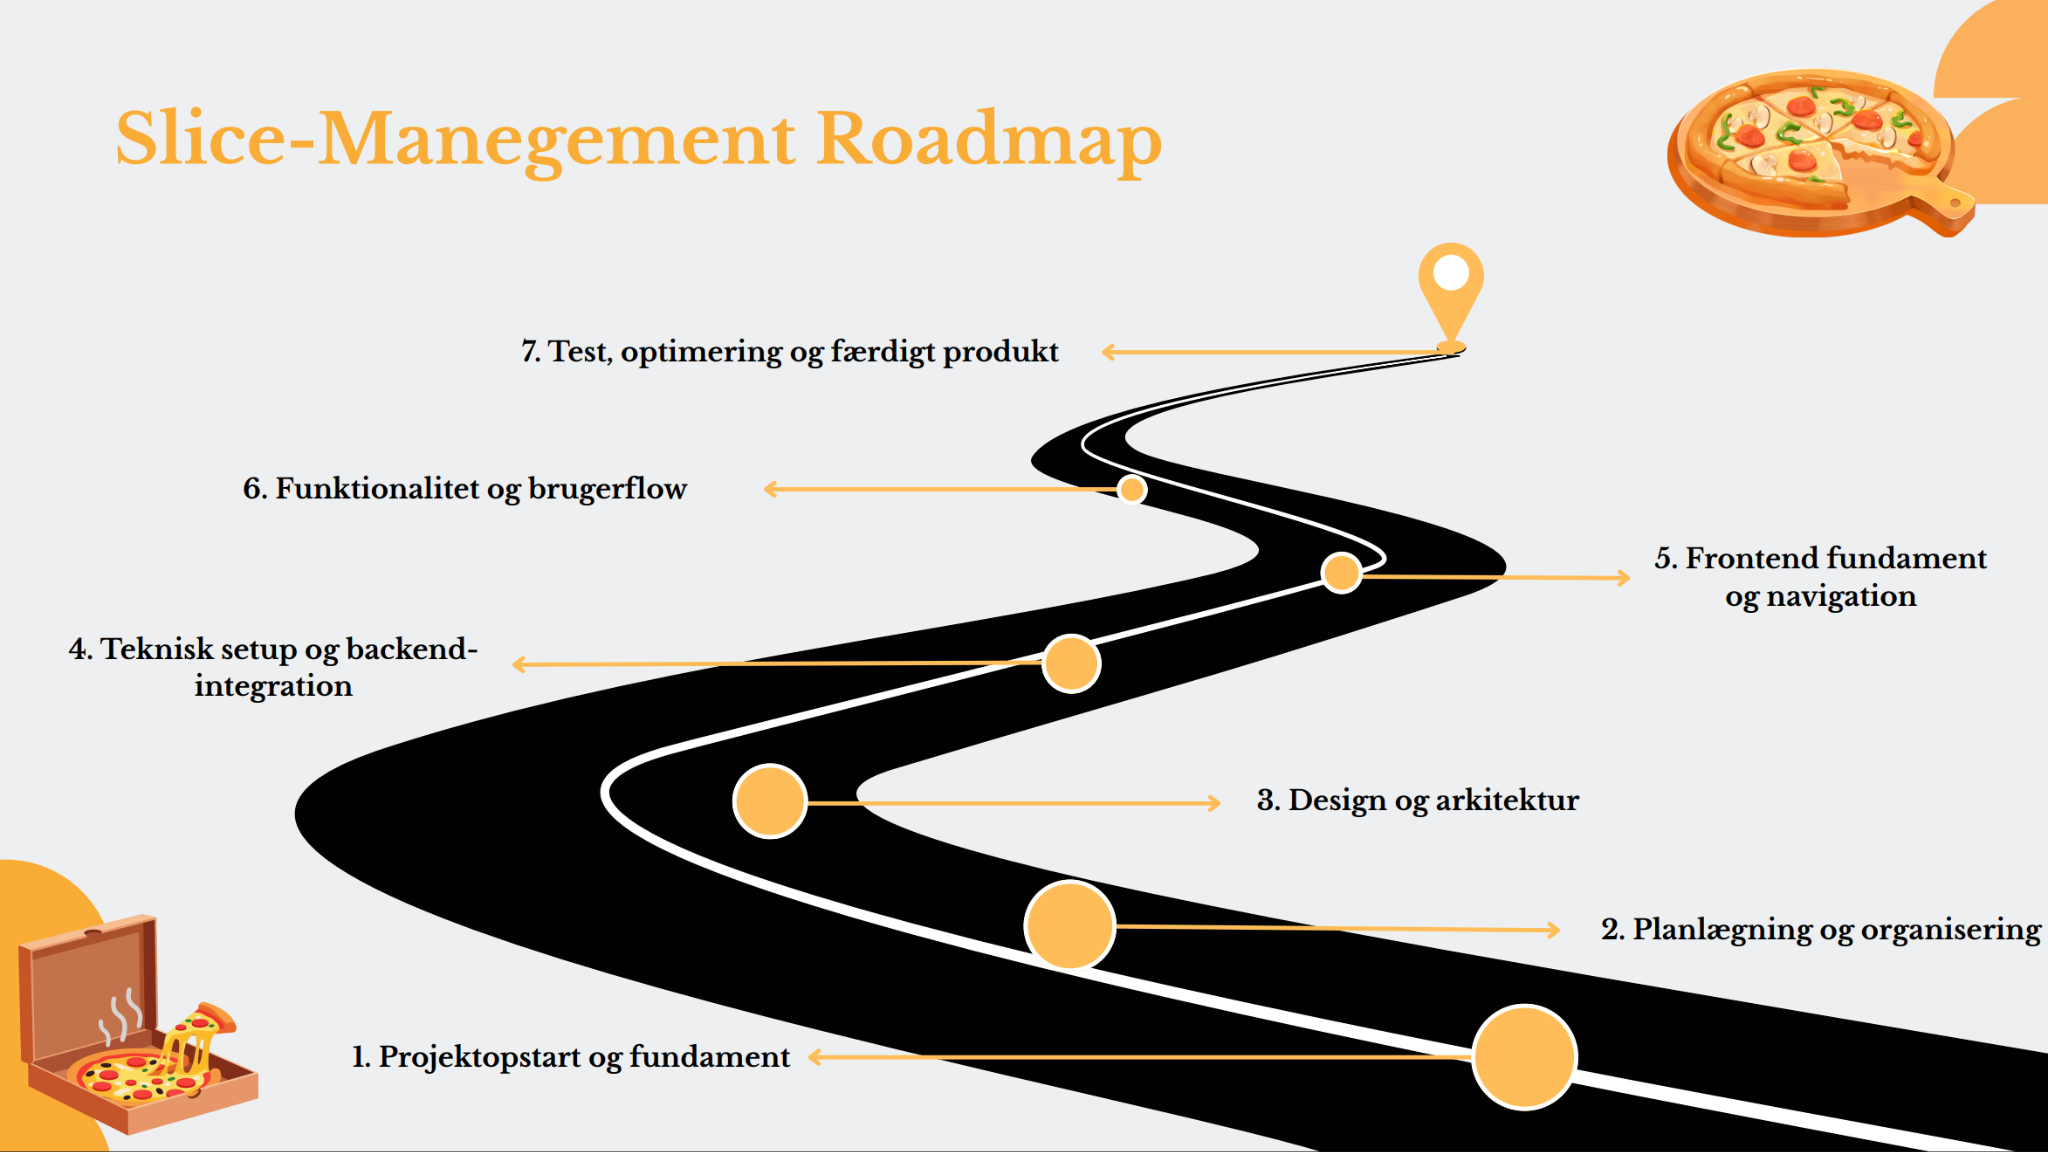 Slice-Manegement Roadmap
7. Test, optimering og færdigt produkt
6. Funktionalitet og brugerflow
5. Frontend fundament
og navigation
4. Teknisk setup og backend-
integration
3. Design og arkitektur
2. Planlægning og organisering
1. Projektopstart og fundament